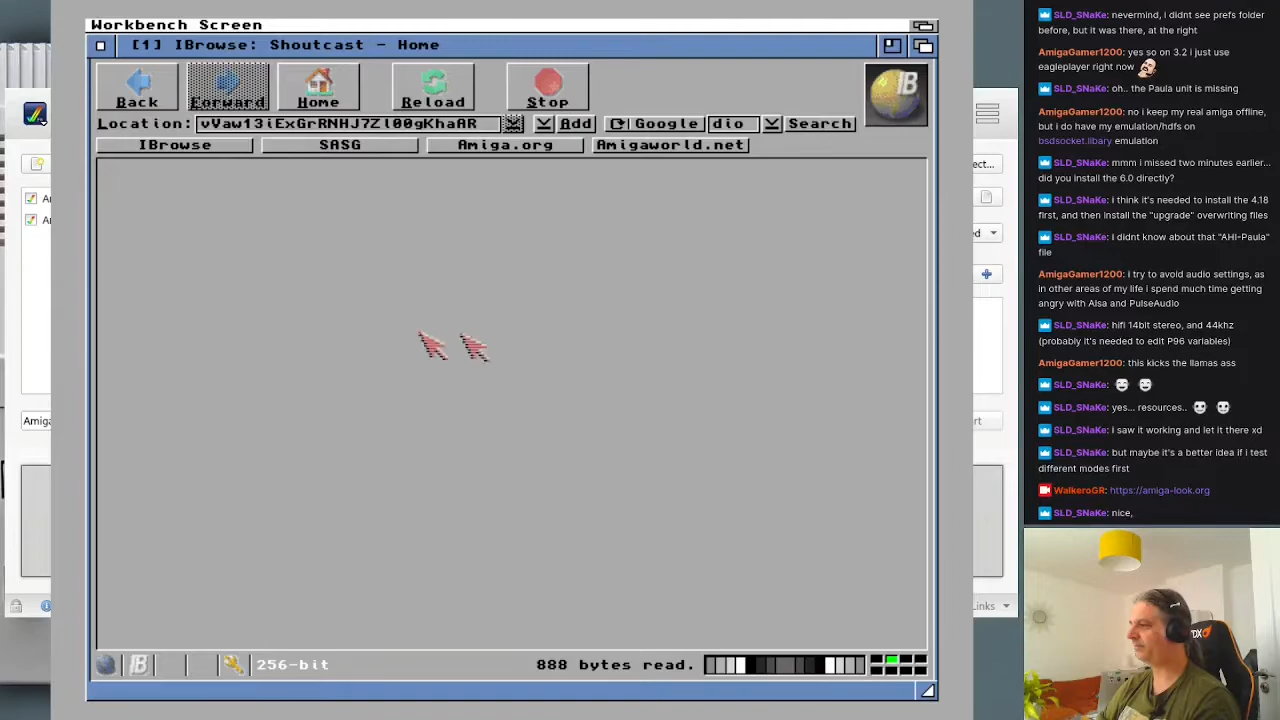 Workbench Screen
[1] IBrowse: Shoutcast - Home
Back
Forward
Home
Reload
Stop
Location:
Add
Google
dio
Search
IBrowse
SASG
Amiga.org
Amigaworld.net
256-bit
888 bytes read.
Amiga
Links
SLD_SNaKe: nevermind, i didnt see prefs folder
before, but it was there, at the right
AmigaGamer1200: yes so on 3.2 i just use
eagleplayer right now
SLD_SNaKe: oh.. the Paula unit is missing
AmigaGamer1200: no i keep my real amiga offline,
but i do have my emulation/hdfs on
bsdsocket.libary emulation
SLD_SNaKe: mmm i missed two minutes earlier...
did you install the 6.0 directly?
SLD_SNaKe: i think it's needed to install the 4.18
first, and then install the "upgrade" overwriting files
SLD_SNaKe: i didnt know about that "AHI-Paula"
file
AmigaGamer1200: i try to avoid audio settings, as
in other areas of my life i spend much time getting
angry with Alsa and PulseAudio
SLD_SNaKe: hifi 14bit stereo, and 44khz
(probably it's needed to edit P96 variables)
AmigaGamer1200: this kicks the llamas ass
SLD_SNaKe:
SLD_SNaKe: yes... resources..
SLD_SNaKe: i saw it working and let it there xd
SLD_SNaKe: but maybe it's a better idea if i test
different modes first
WalkeroGR: https://amiga-look.org
SLD_SNaKe: nice,